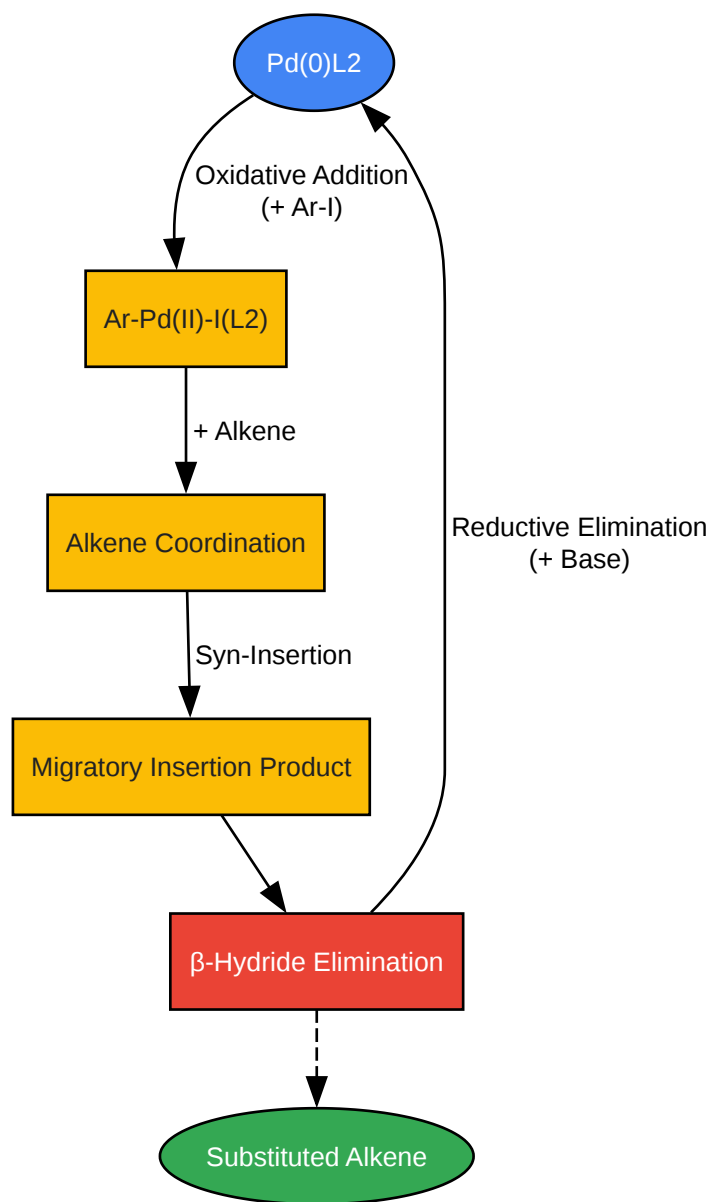 Pd(0)L2
Oxidative Addition
(+ Ar-I)
Ar-Pd(II)-I(L2)
+ Alkene
Alkene Coordination
Reductive Elimination
(+ Base)
Syn-Insertion
Migratory Insertion Product
β-Hydride Elimination
Substituted Alkene